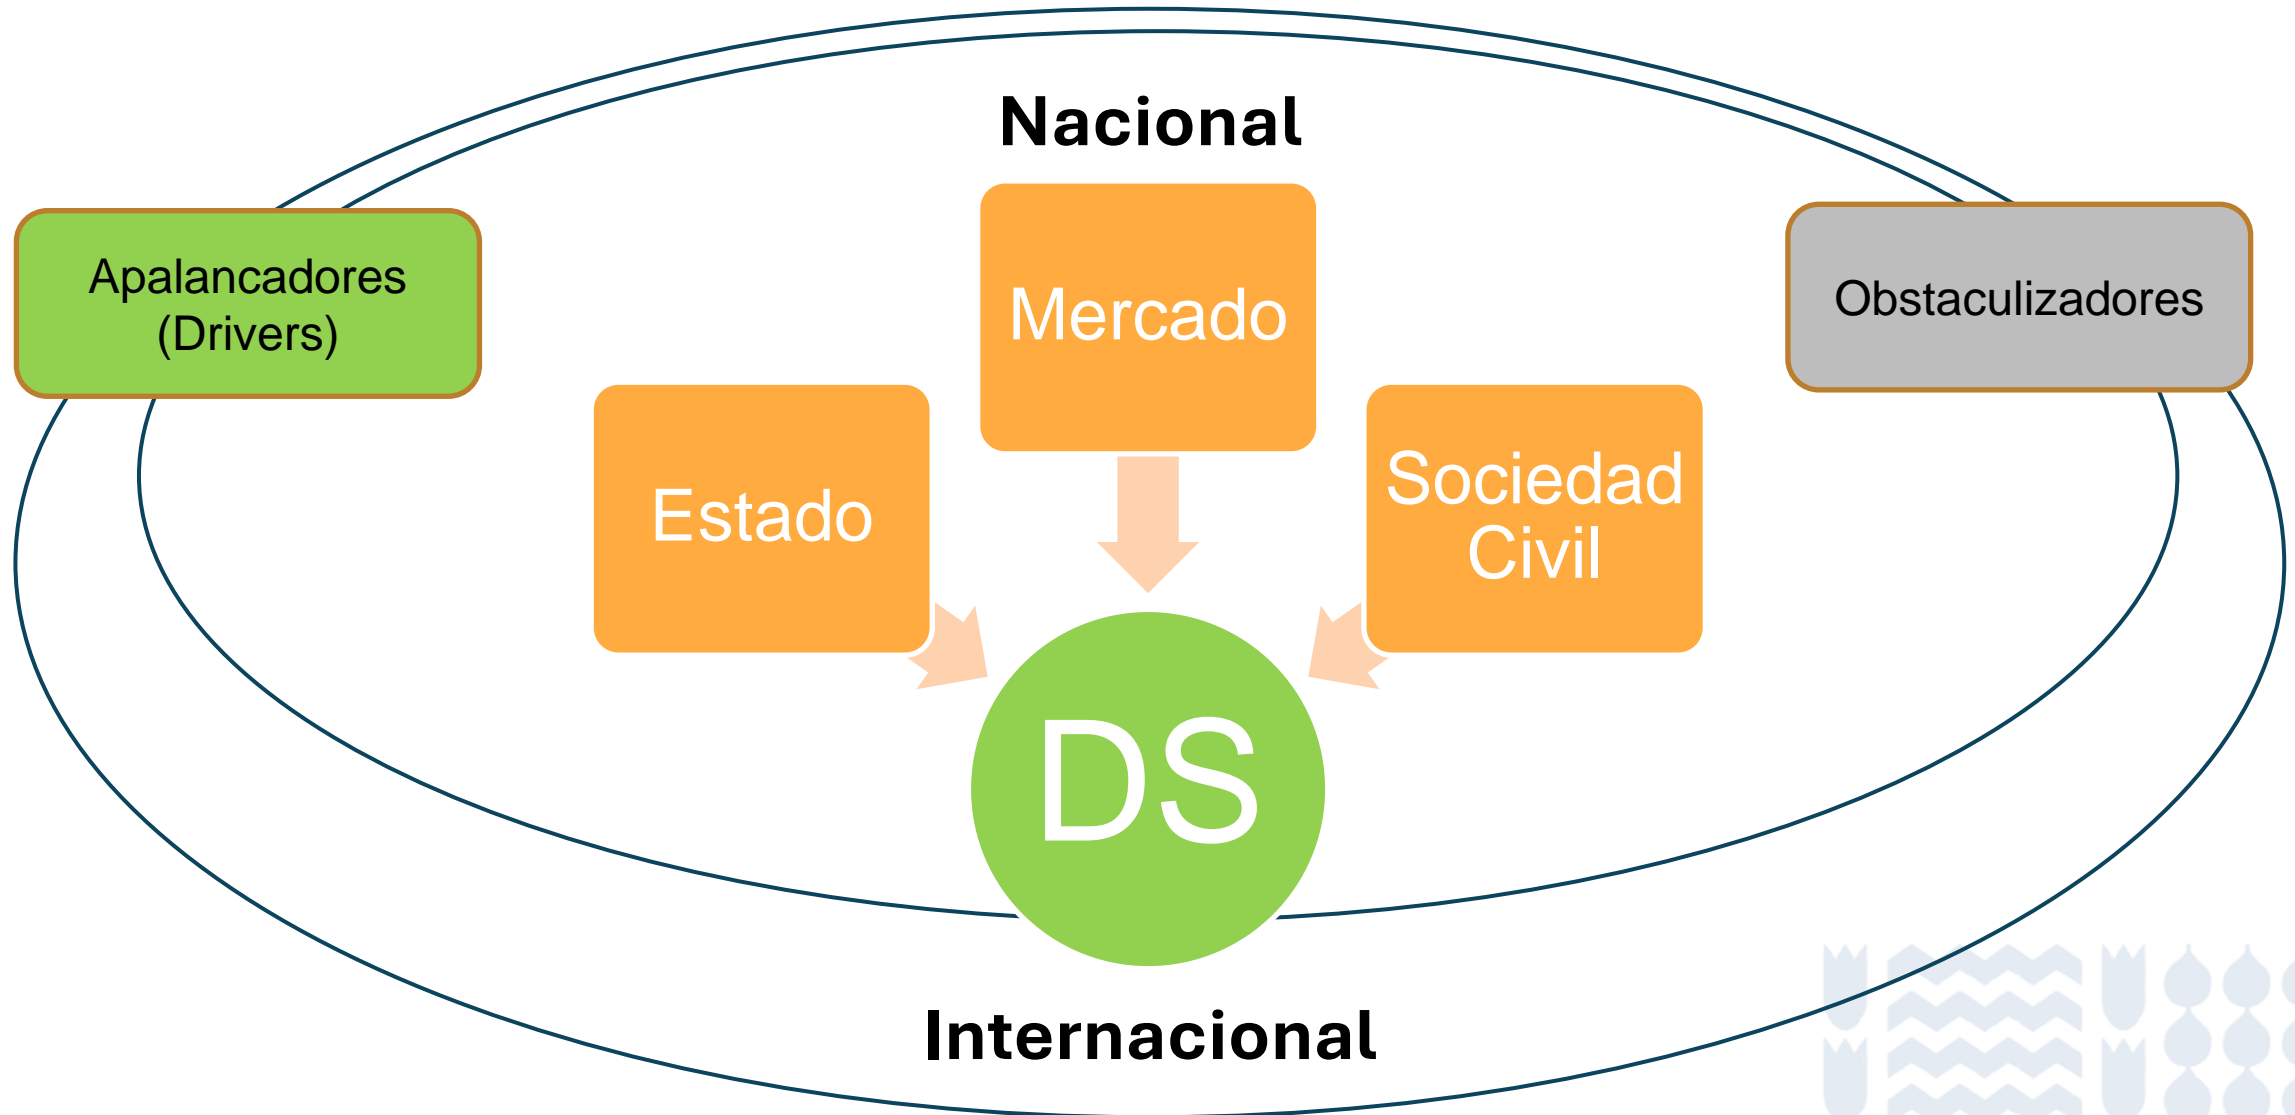 Nacional
Apalancadores
(Drivers)
Mercado
Obstaculizadores
Estado
Sociedad
Civil
DS
Internacional